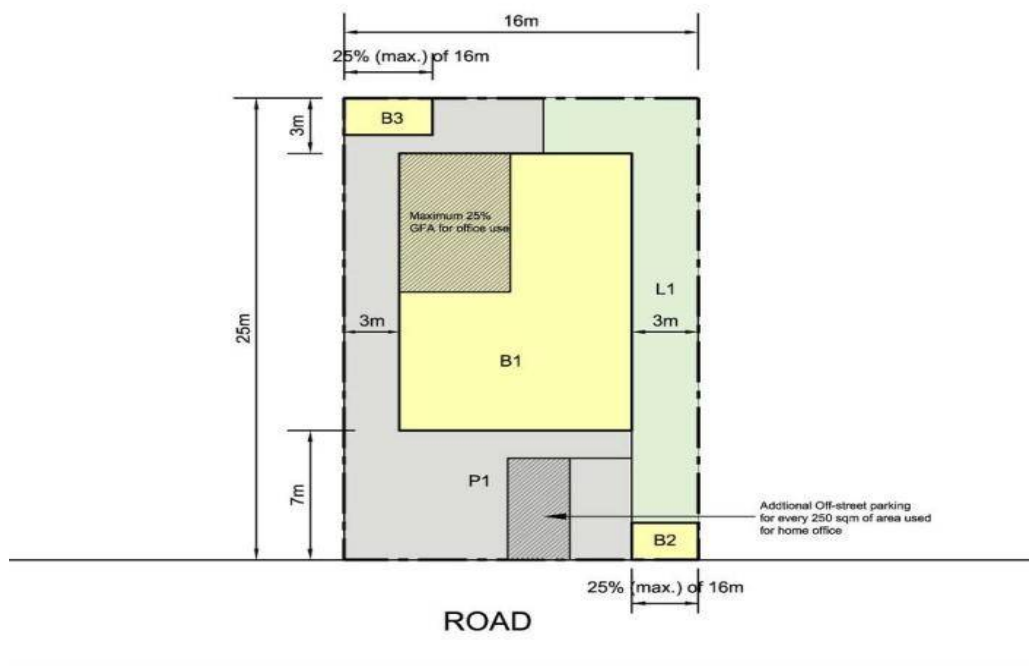 16m
25% (max.) of 16m
B3
3m
Maximum 25%
GFA for office use
L1
3m
3m
25m
B1
P1
7m
Addtional Off-street parking
for every 250 sqm of area used
for home office
B2
25% (max.) of 16m
ROAD